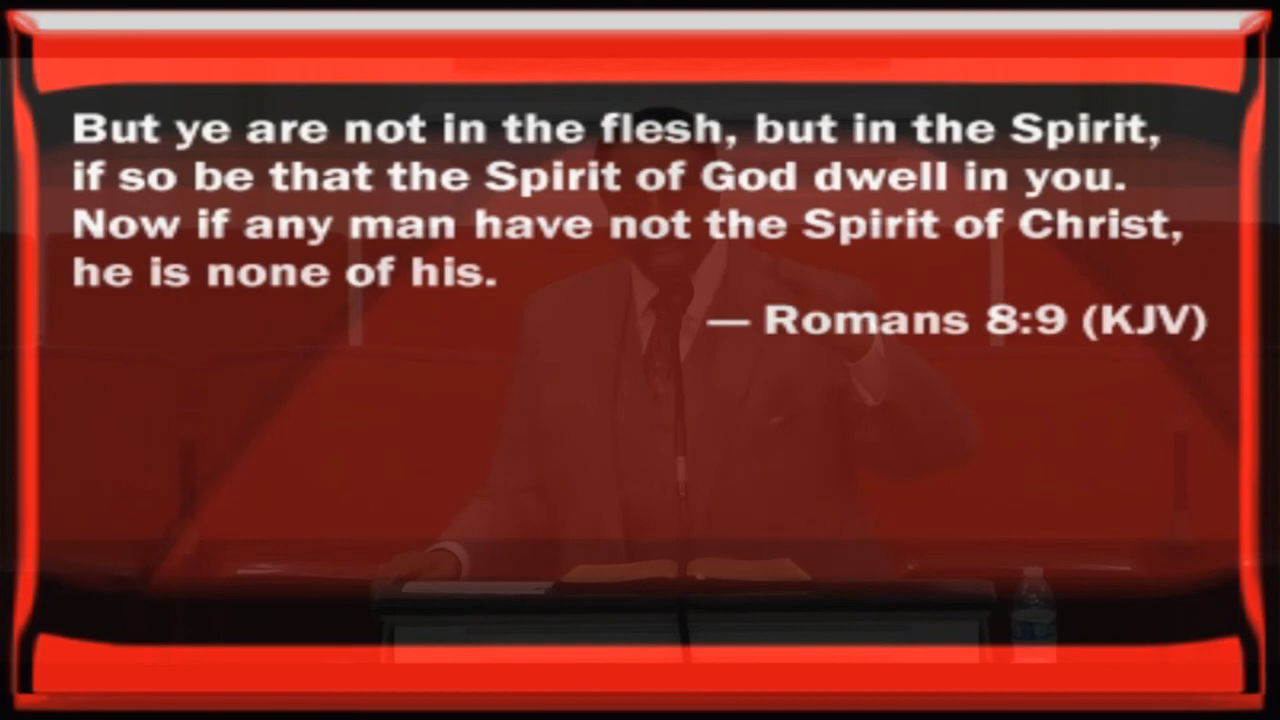 But ye are not in the flesh, but in the Spirit,
if so be that the Spirit of God dwell in you.
Now if any man have not the Spirit of Christ,
he is none of his.
— Romans 8:9 (KJV)